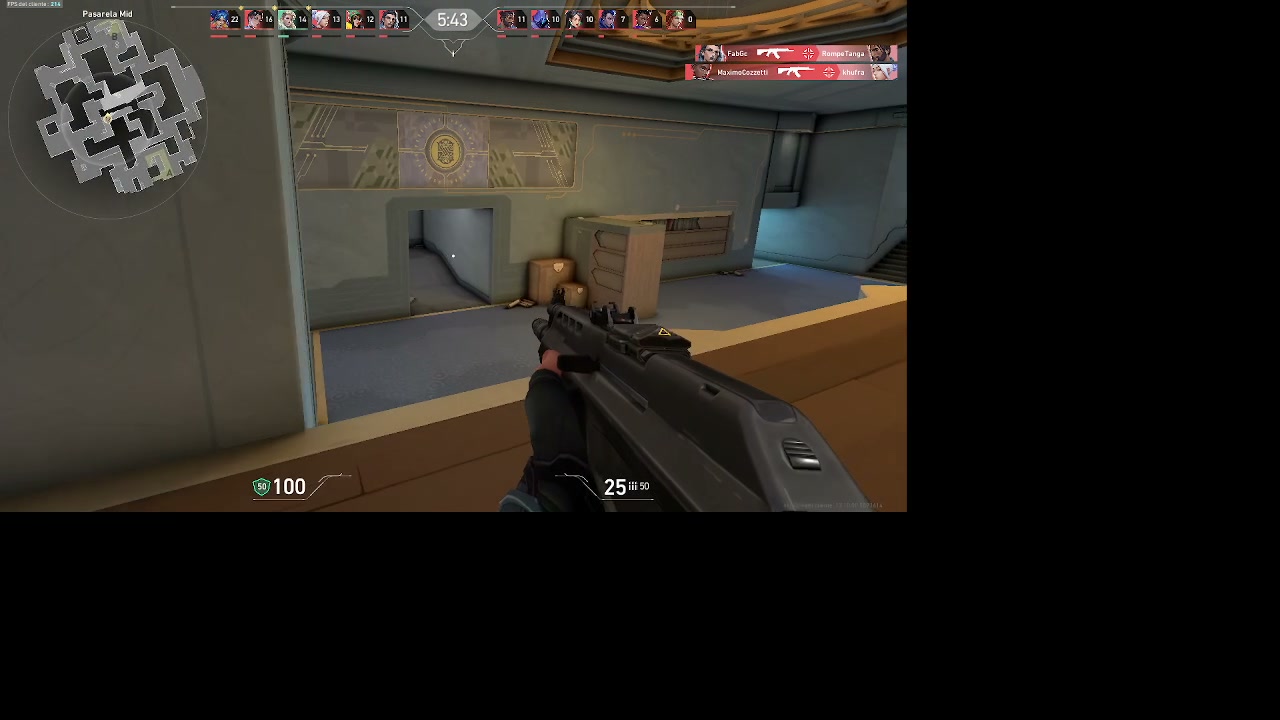 FPS del cliente : 214
Pasarela Mid
22 16 14 13 12 11
5:43
11 10 10 7 6 0
FabGc RompeTanga
MaximoCozzetti khufra
50 100
25 50